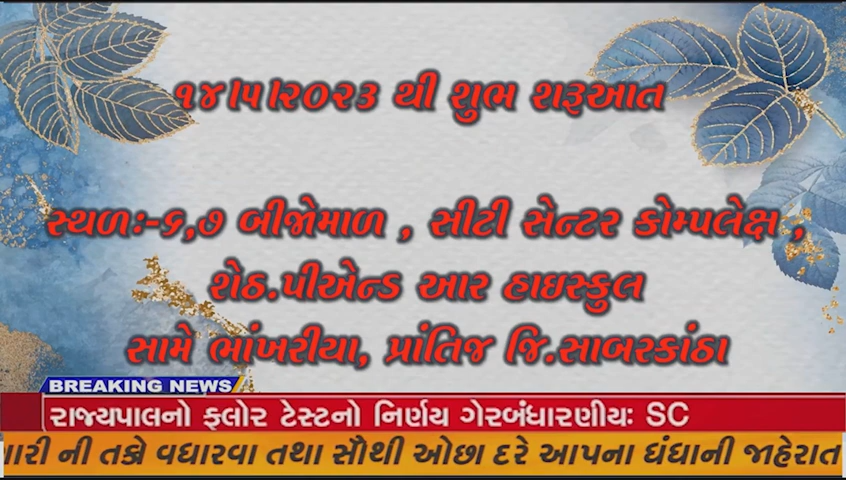 ૧૪।૫।૨૦૨૩ થી શુભ શરૂઆત
સ્થળઃ-૬,૭ બીજોમાળ , સીટી સેન્ટર કોમ્પલેક્ષ ,
શેઠ.પીએન્ડ આર હાઇસ્કુલ
સામે ભાંખરીયા, પ્રાંતિજ જિ.સાબરકાંઠા
BREAKING NEWS
રાજ્યપાલનો ફ્લોર ટેસ્ટનો નિર્ણય ગેરબંધારણીયઃ SC
ની તકો વધારવા તથા સૌથી ઓછા દરે આપના ધંધાની જાહેરાત